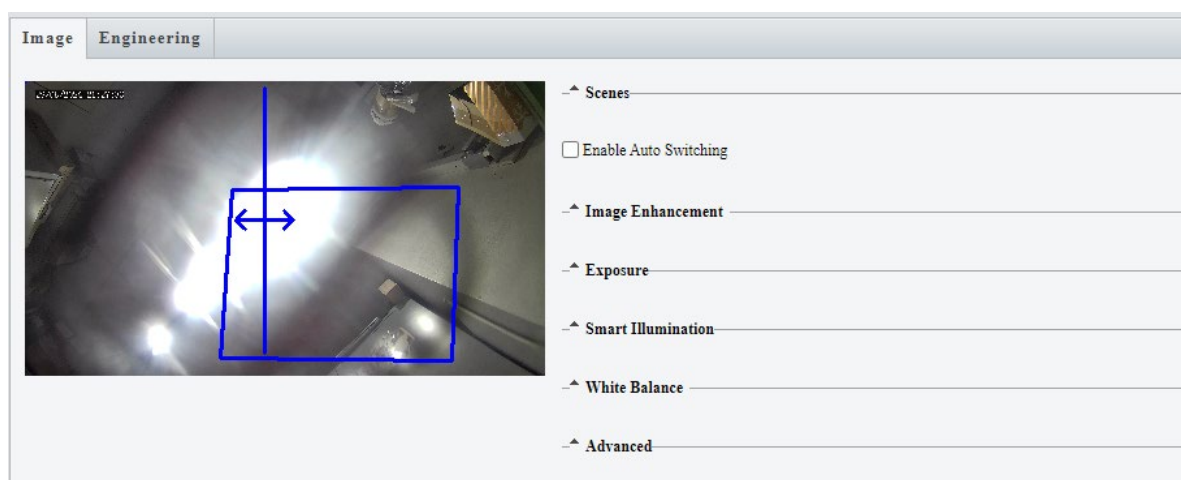 Image Engineering
Scenes
Enable Auto Switching
Image Enhancement
Exposure
Smart Illumination
White Balance
Advanced